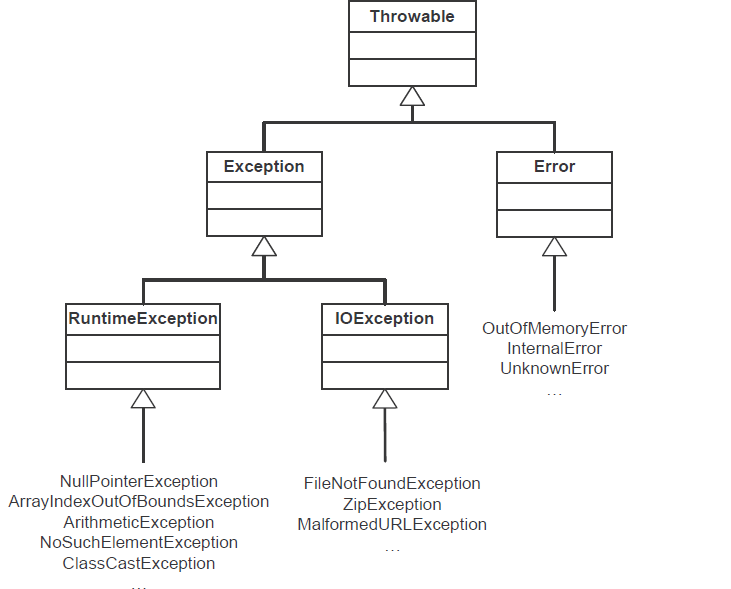 Throwable
Exception
Error
RuntimeException
IOException
OutOfMemoryError
InternalError
UnknownError
...
NullPointerException
ArrayIndexOutOfBoundsException
ArithmeticException
NoSuchElementException
ClassCastException
...
FileNotFoundException
ZipException
MalformedURLException
...